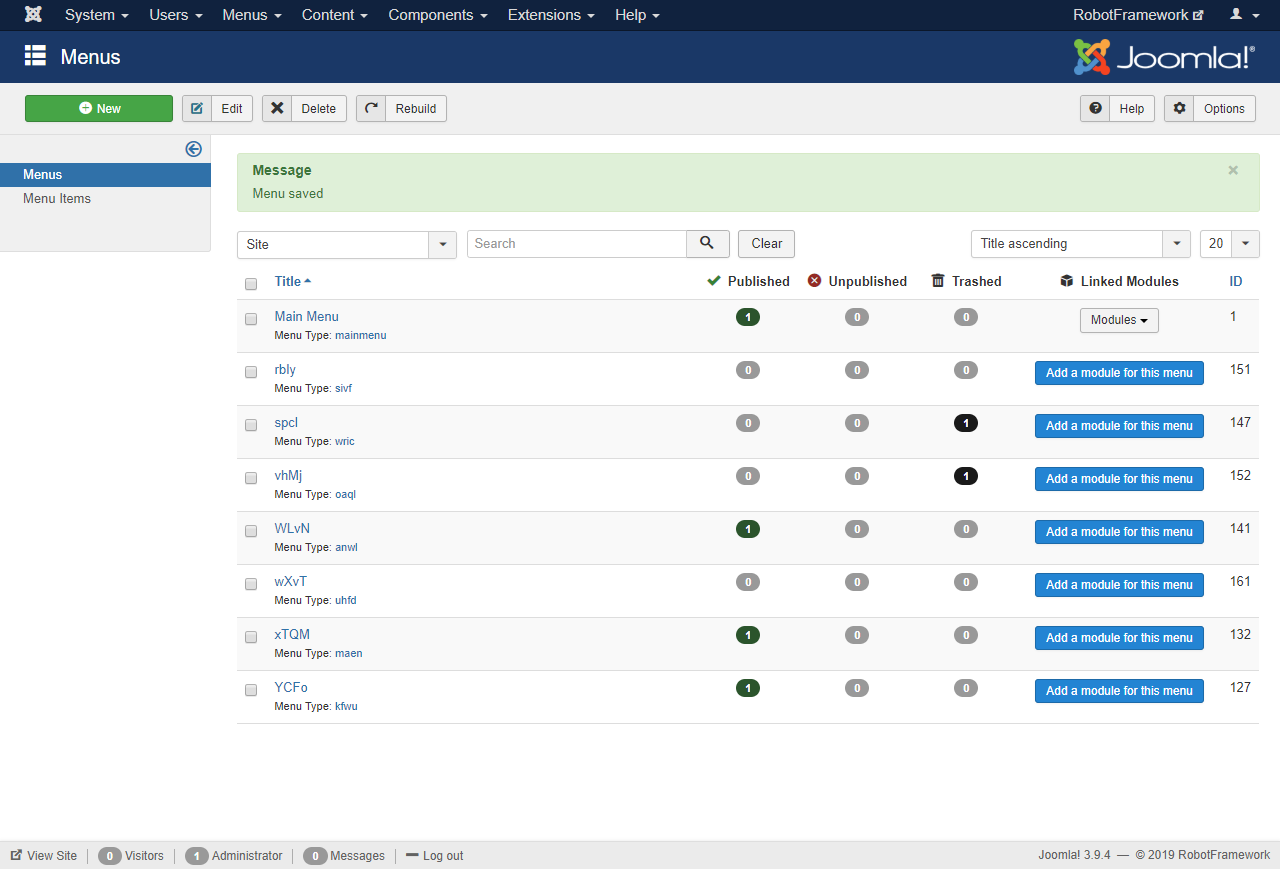 System Users Menus Content Components Extensions Help RobotFramework
Menus Joomla!®
New Edit Delete Rebuild Help Options
Menus
Menu Items
Message ×
Menu saved
Site Search Clear Title ascending 20
Title Published Unpublished Trashed Linked Modules ID
Main Menu 1 0 0 Modules 1
Menu Type: mainmenu
rbIy 0 0 0 Add a module for this menu 151
Menu Type: sivf
spcl 0 0 1 Add a module for this menu 147
Menu Type: wric
vhMj 0 0 1 Add a module for this menu 152
Menu Type: oaql
WLvN 1 0 0 Add a module for this menu 141
Menu Type: anwl
wXvT 0 0 0 Add a module for this menu 161
Menu Type: uhfd
xTQM 1 0 0 Add a module for this menu 132
Menu Type: maen
YCFo 1 0 0 Add a module for this menu 127
Menu Type: kfwu
View Site 0 Visitors 1 Administrator 0 Messages Log out Joomla! 3.9.4 — © 2019 RobotFramework